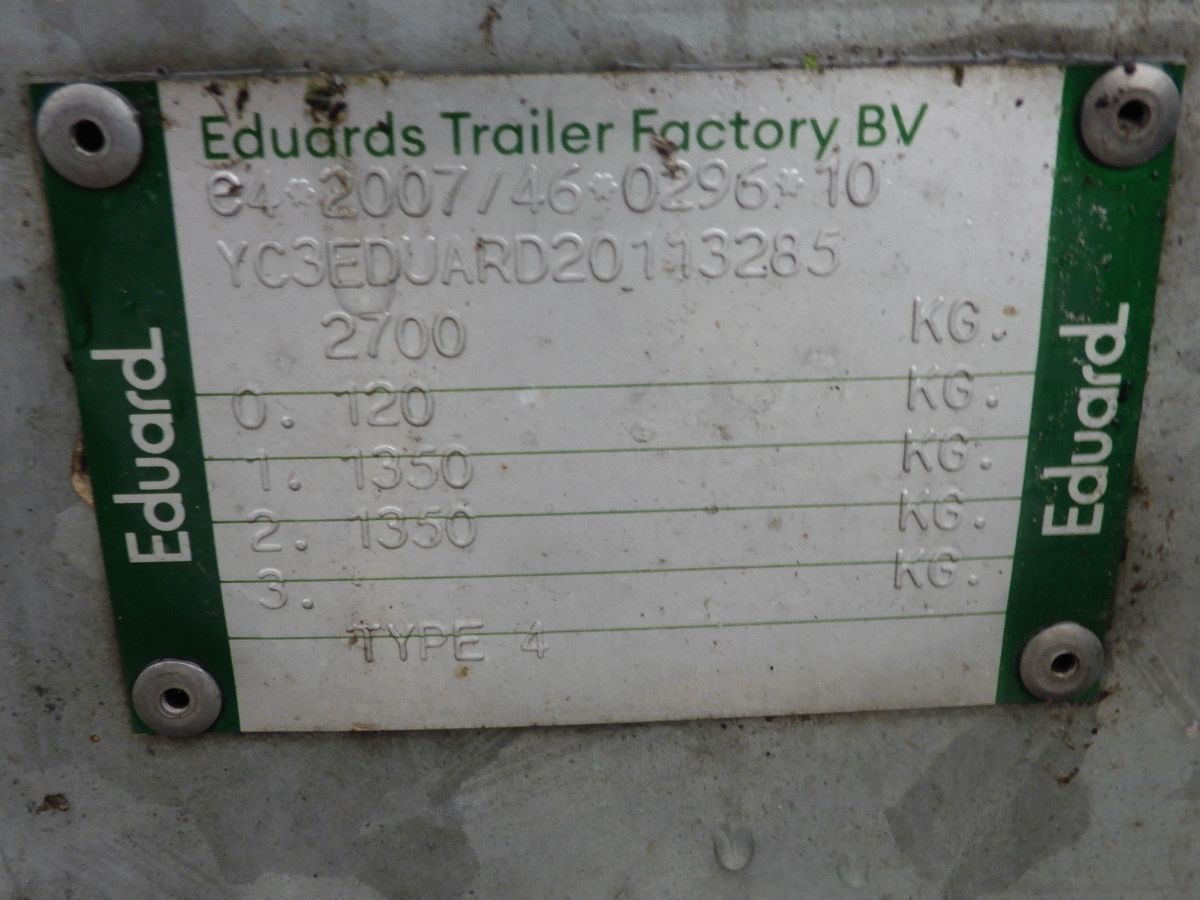 Eduards Trailer Factory BV
e4*2007/46*0296*10
YC3EDUARD20113285
2700 KG.
0. 120 KG.
1. 1350 KG.
2. 1350 KG.
3. KG.
TYPE 4
Eduard
Eduard